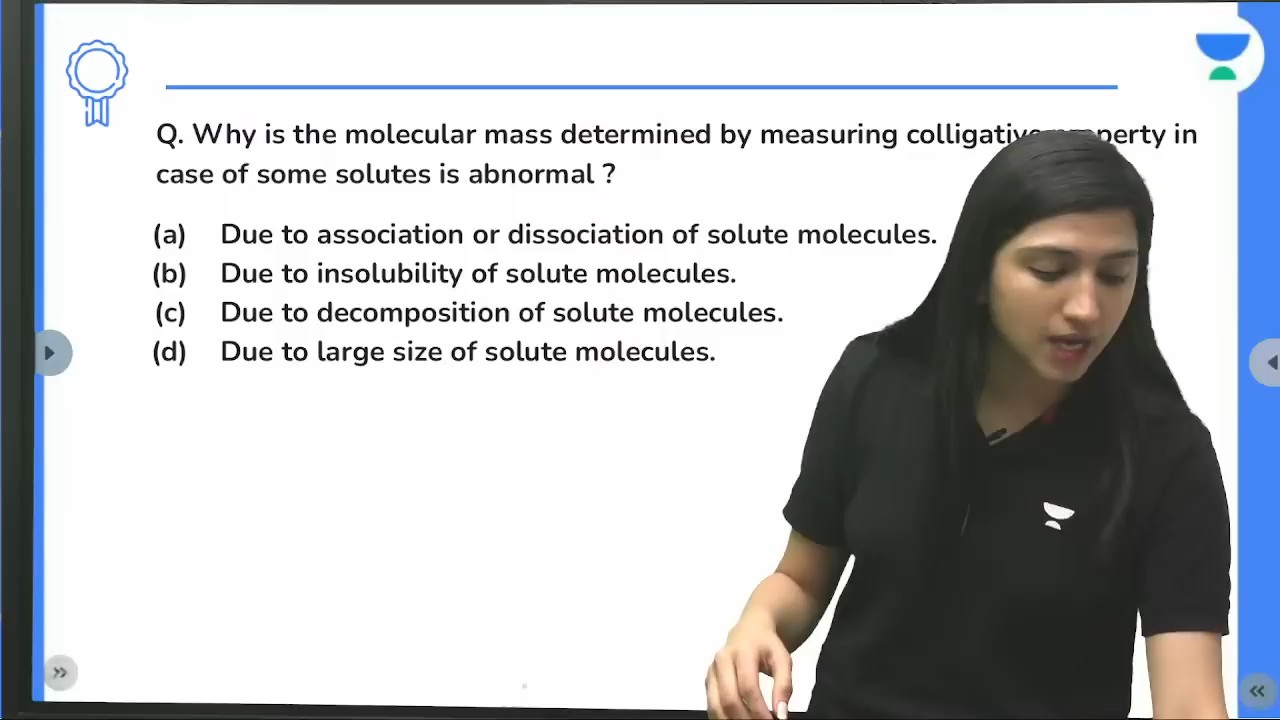 Q. Why is the molecular mass determined by measuring colligative property in
case of some solutes is abnormal ?
(a) Due to association or dissociation of solute molecules.
(b) Due to insolubility of solute molecules.
(c) Due to decomposition of solute molecules.
(d) Due to large size of solute molecules.